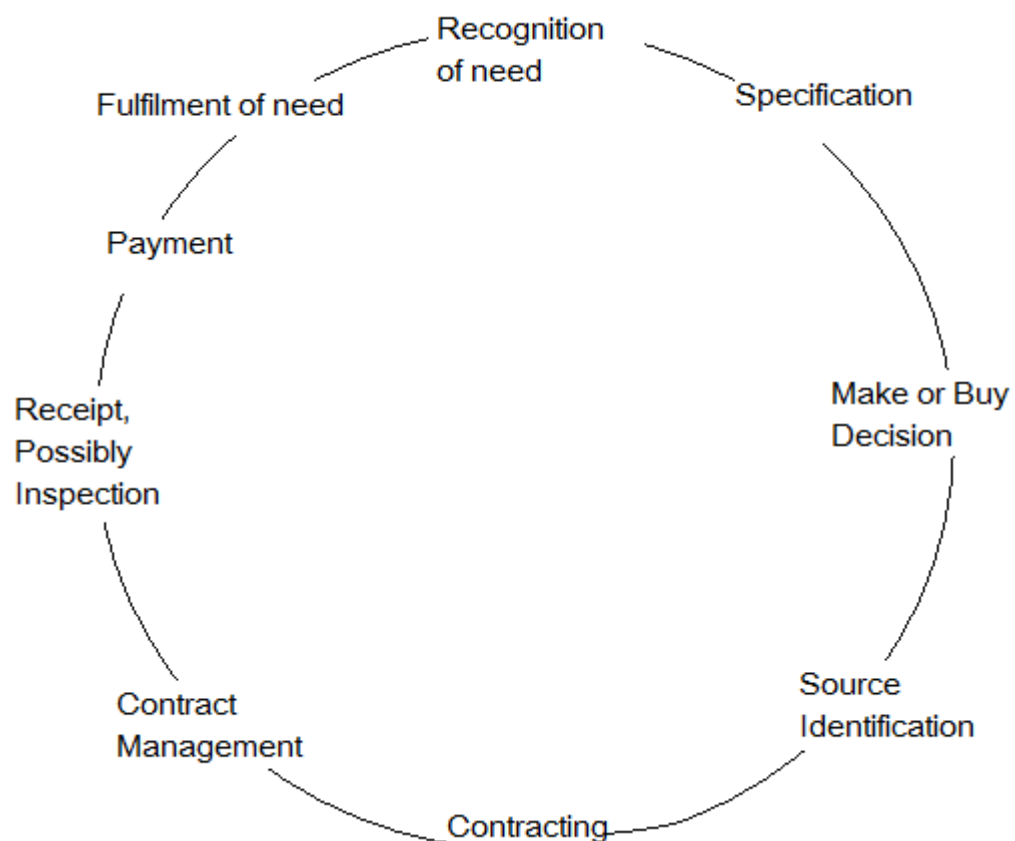 Recognition
of need
Specification
Make or Buy
Decision
Source
Identification
Contracting
Contract
Management
Receipt,
Possibly
Inspection
Payment
Fulfilment of need